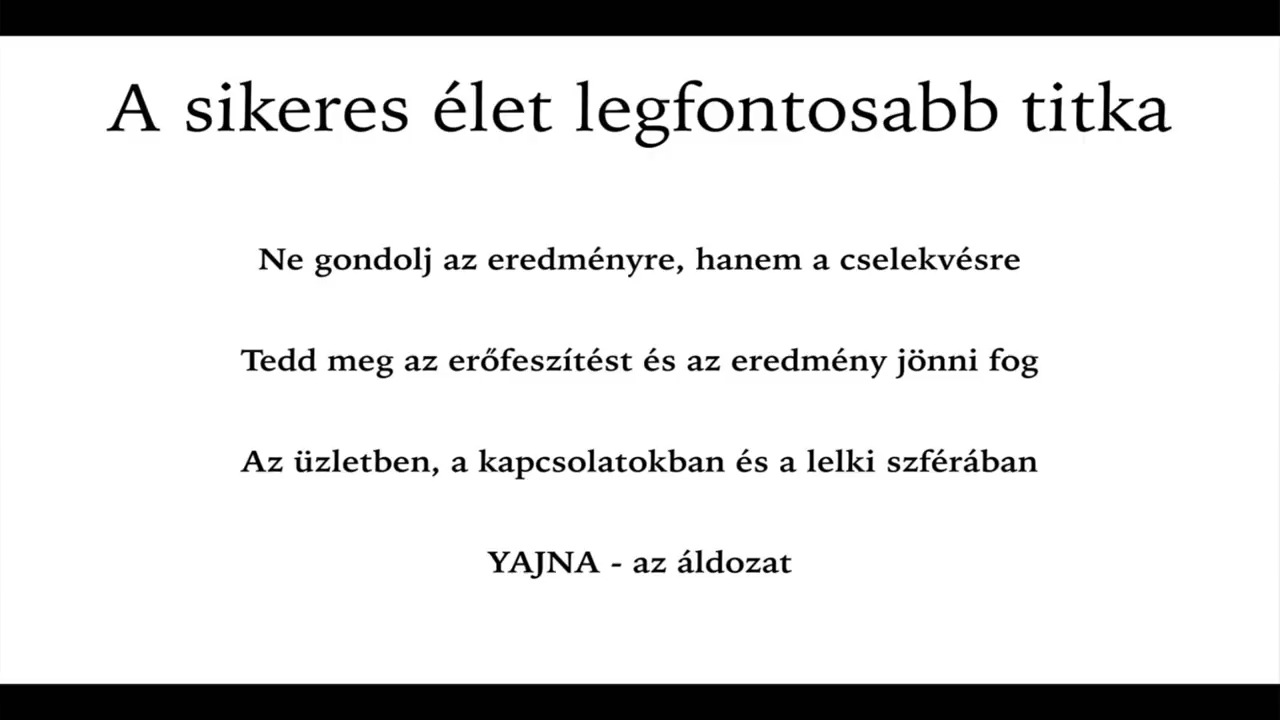 A sikeres élet legfontosabb titka
Ne gondolj az eredményre, hanem a cselekvésre
Tedd meg az erőfeszítést és az eredmény jönni fog
Az üzletben, a kapcsolatokban és a lelki szférában
YAJNA - az áldozat